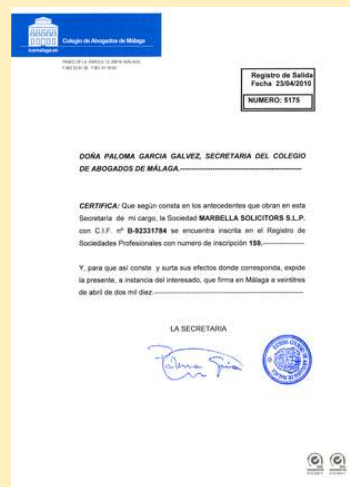 Colegio de Abogados de Málaga
icamalaga.es
Registro de Salida
Fecha 23/04/2010
NUMERO: 5175
DOÑA PALOMA GARCIA GALVEZ, SECRETARIA DEL COLEGIO
DE ABOGADOS DE MÁLAGA.
CERTIFICA: Que según consta en los antecedentes que obran en esta
Secretaría de mi cargo, la Sociedad MARBELLA SOLICITORS S.L.P.
con C.I.F. nº B-92331784 se encuentra inscrita en el Registro de
Sociedades Profesionales con numero de inscripción 159.
Y, para que así conste y surta sus efectos donde corresponda, expide
la presente, a instancia del interesado, que firma en Málaga a veintitres
de abril de dos mil diez.
LA SECRETARIA